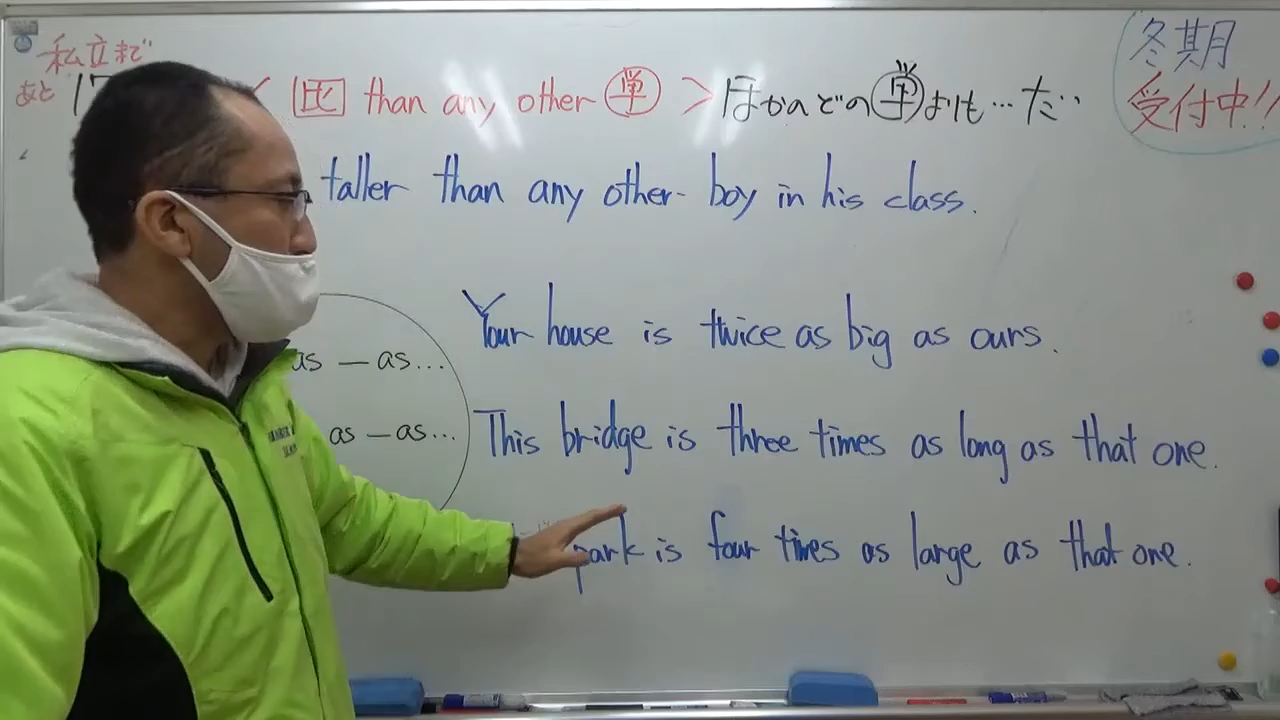 私立まで
あと 17
< 比 than any other 単 > ほかのどの単よりも…だ
冬期
受付中!!
taller than any other boy in his class.
as — as…
as — as…
Your house is twice as big as ours.
This bridge is three times as long as that one.
park is four times as large as that one.